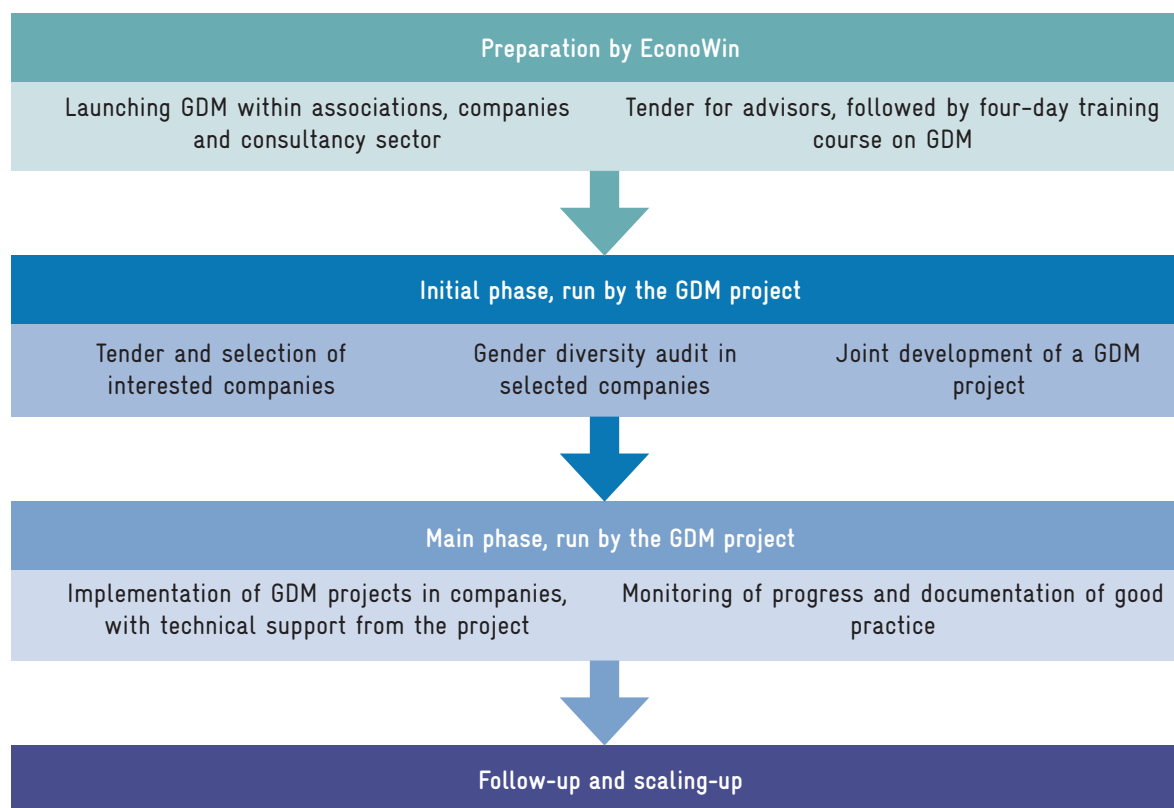 Preparation by EconoWin
Launching GDM within associations, companies
and consultancy sector
Tender for advisors, followed by four-day training
course on GDM
Initial phase, run by the GDM project
Tender and selection of
interested companies
Gender diversity audit in
selected companies
Joint development of a GDM
project
Main phase, run by the GDM project
Implementation of GDM projects in companies,
with technical support from the project
Monitoring of progress and documentation of good
practice
Follow-up and scaling-up